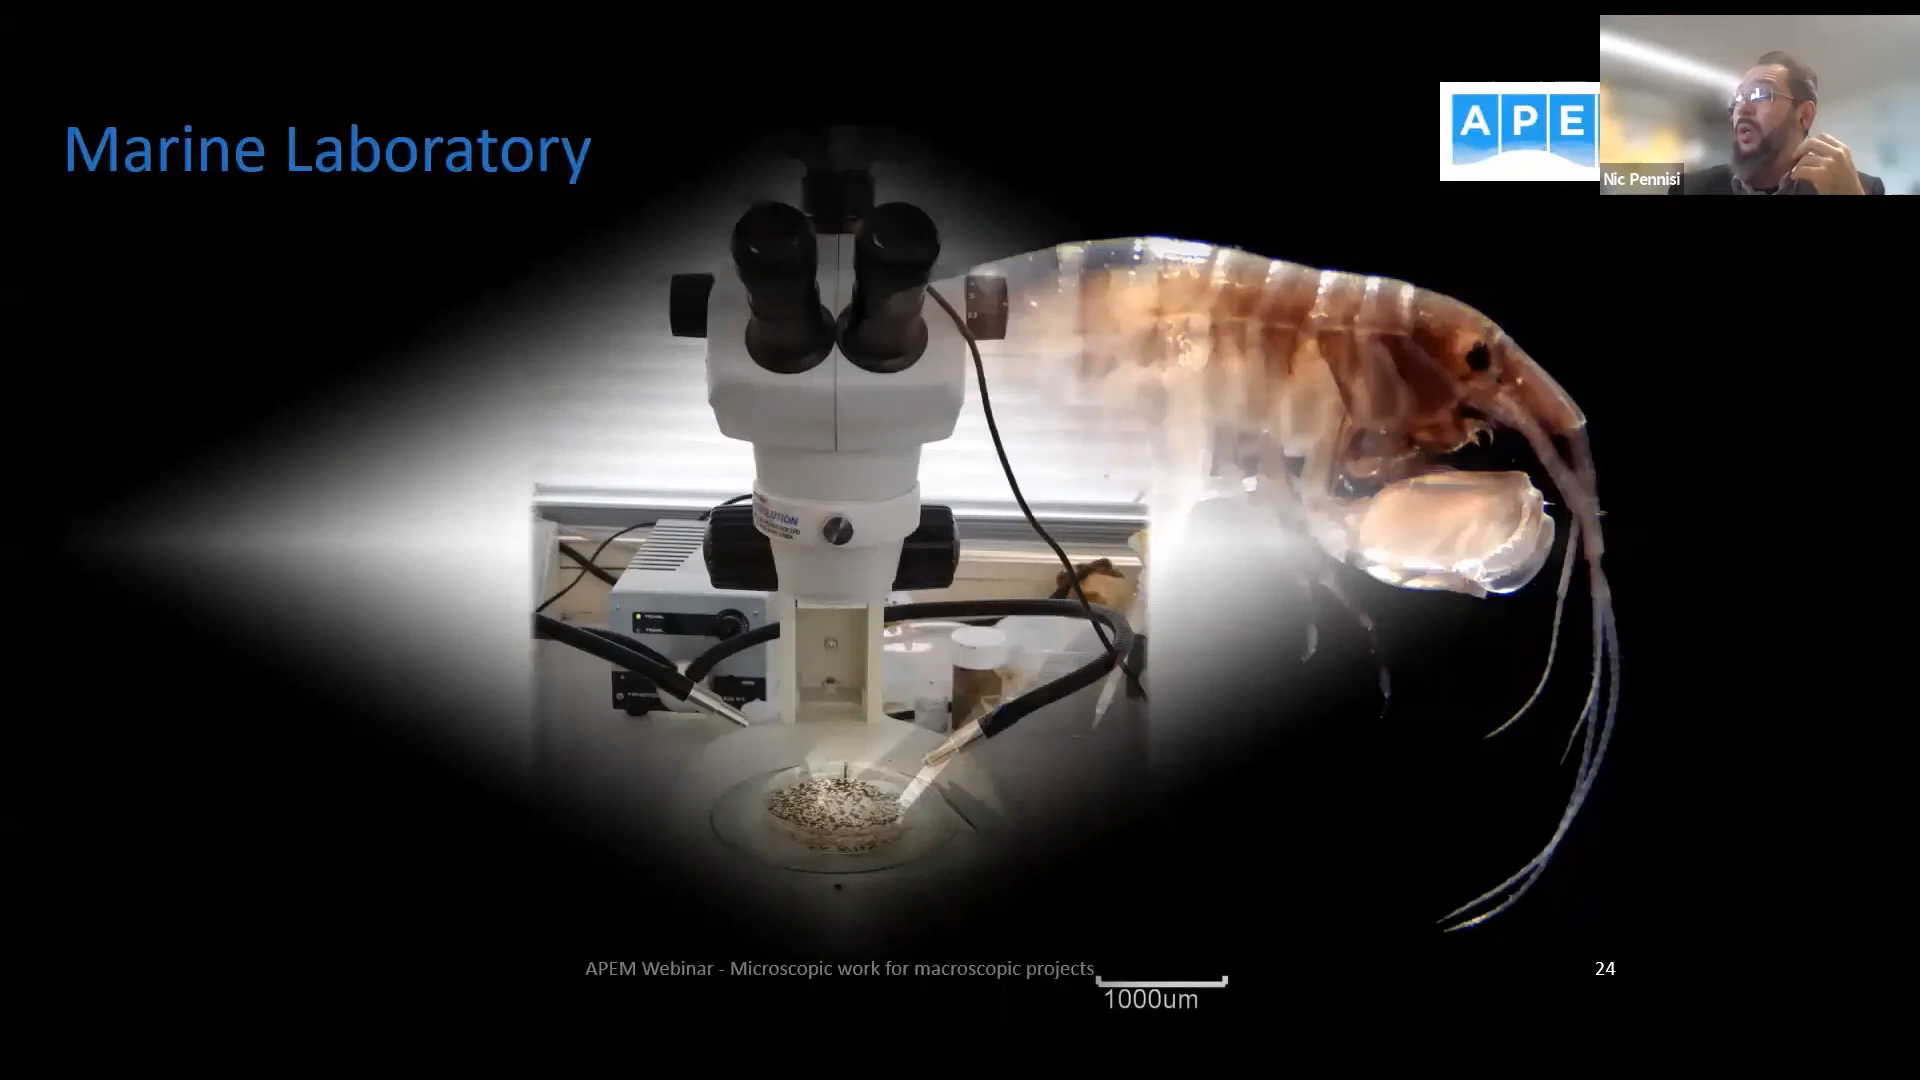 Marine Laboratory
APE
Nic Pennisi
APEM Webinar - Microscopic work for macroscopic projects
24
1000um